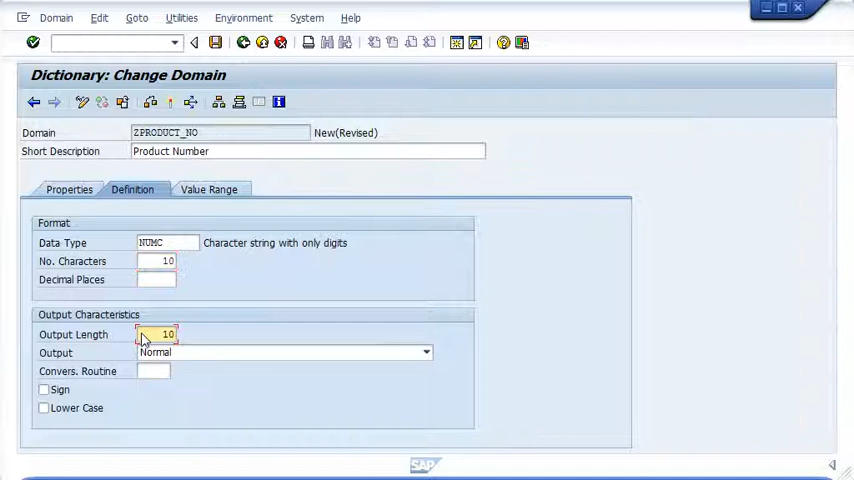 Domain Edit Goto Utilities Environment System Help
Dictionary: Change Domain
Domain ZPRODUCT_NO New(Revised)
Short Description Product Number
Properties Definition Value Range
Format
Data Type NUMC Character string with only digits
No. Characters 10
Decimal Places
Output Characteristics
Output Length 10
Output Normal
Convers. Routine
Sign
Lower Case
SAP